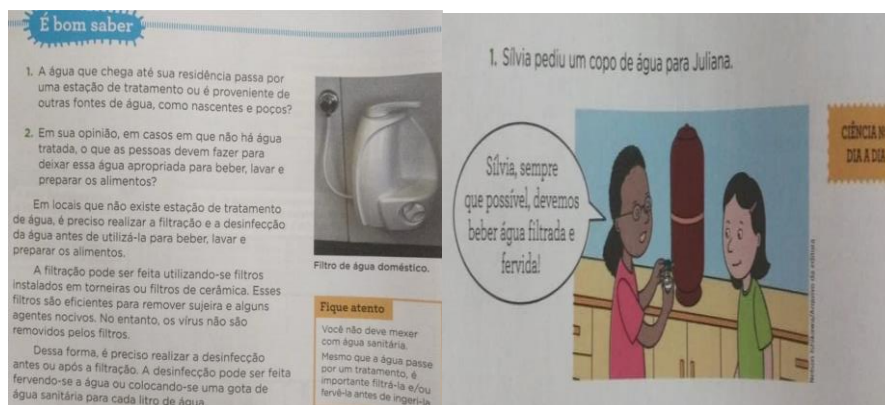 É bom saber
1. A água que chega até sua residência passa por
uma estação de tratamento ou é proveniente de
outras fontes de água, como nascentes e poços?
2. Em sua opinião, em casos em que não há água
tratada, o que as pessoas devem fazer para
deixar essa água apropriada para beber, lavar e
preparar os alimentos?
Em locais que não existe estação de tratamento
de água, é preciso realizar a filtração e a desinfecção
da água antes de utilizá-la para beber, lavar e
preparar os alimentos.
A filtração pode ser feita utilizando-se filtros
instalados em torneiras ou filtros de cerâmica. Esses
filtros são eficientes para remover sujeira e alguns
agentes nocivos. No entanto, os vírus não são
removidos pelos filtros.
Dessa forma, é preciso realizar a desinfecção
antes ou após a filtração. A desinfecção pode ser feita
fervendo-se a água ou colocando-se uma gota de
água sanitária para cada litro de água.
Filtro de água doméstico.
Fique atento
Você não deve mexer
com água sanitária.
Mesmo que a água passe
por um tratamento, é
importante filtrá-la e/ou
fervê-la antes de ingeri-la
1. Sílvia pediu um copo de água para Juliana.
Sílvia, sempre
que possível, devemos
beber água filtrada e
fervida!
CIÊNCIA N
DIA A DIA